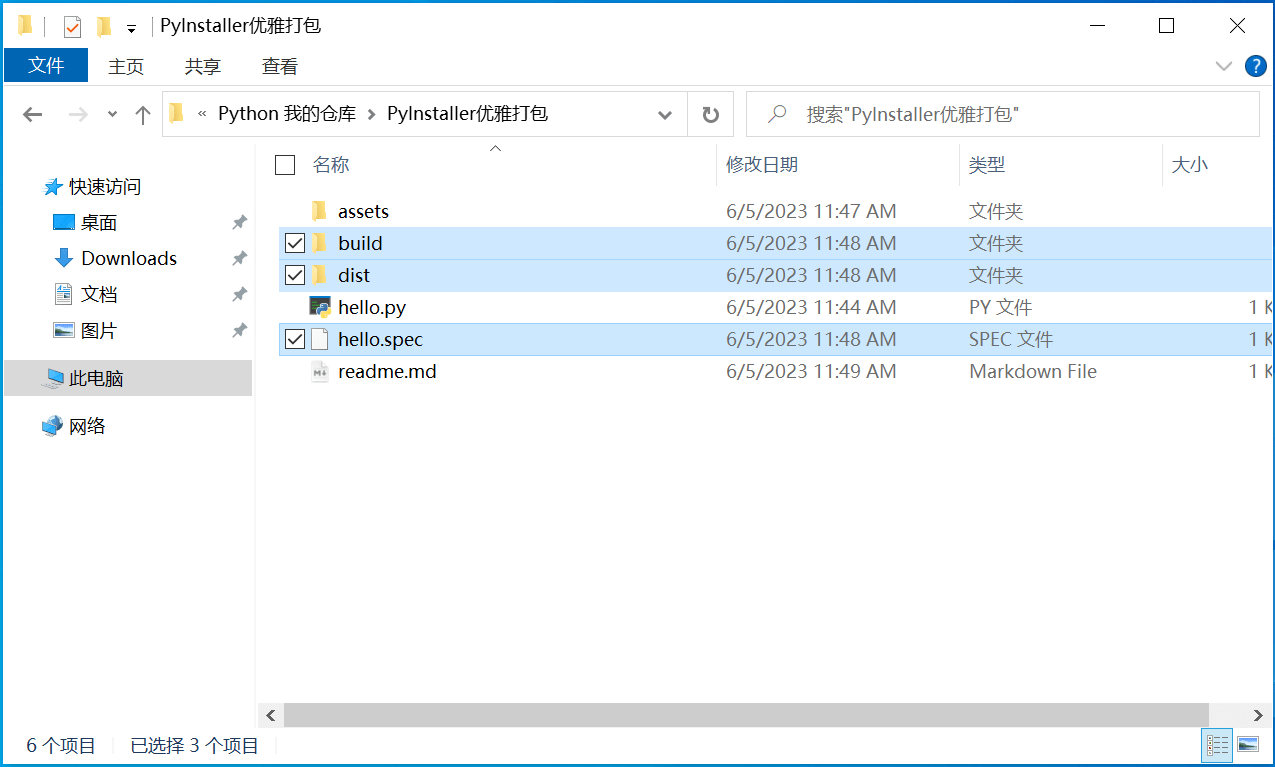 PyInstaller优雅打包
文件 主页 共享 查看
« Python 我的仓库 › PyInstaller优雅打包 搜索"PyInstaller优雅打包"
名称 修改日期 类型 大小
快速访问
桌面
Downloads
文档
图片
此电脑
网络
assets 6/5/2023 11:47 AM 文件夹
build 6/5/2023 11:48 AM 文件夹
dist 6/5/2023 11:48 AM 文件夹
hello.py 6/5/2023 11:44 AM PY 文件 1 K
hello.spec 6/5/2023 11:48 AM SPEC 文件 1 K
readme.md 6/5/2023 11:49 AM Markdown File 1 K
6 个项目 已选择 3 个项目